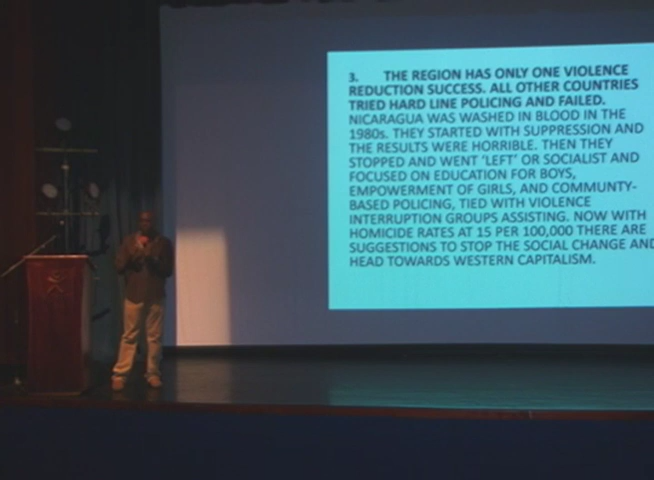 3. THE REGION HAS ONLY ONE VIOLENCE
REDUCTION SUCCESS. ALL OTHER COUNTRIES
TRIED HARD LINE POLICING AND FAILED.
NICARAGUA WAS WASHED IN BLOOD IN THE
1980s. THEY STARTED WITH SUPPRESSION AND
THE RESULTS WERE HORRIBLE. THEN THEY
STOPPED AND WENT ‘LEFT’ OR SOCIALIST AND
FOCUSED ON EDUCATION FOR BOYS,
EMPOWERMENT OF GIRLS, AND COMMUNTY-
BASED POLICING, TIED WITH VIOLENCE
INTERRUPTION GROUPS ASSISTING. NOW WITH
HOMICIDE RATES AT 15 PER 100,000 THERE ARE
SUGGESTIONS TO STOP THE SOCIAL CHANGE AND
HEAD TOWARDS WESTERN CAPITALISM.